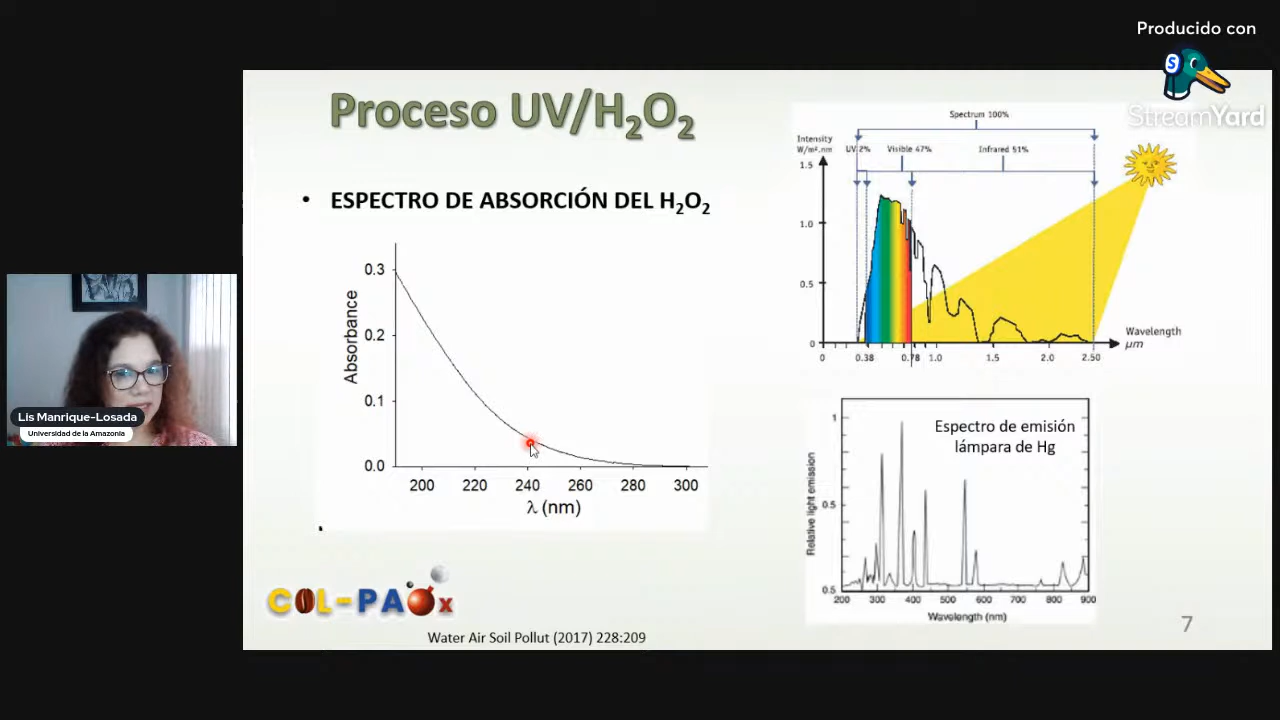 Producido con
S
StreamYard
Proceso UV/H₂O₂
• ESPECTRO DE ABSORCIÓN DEL H₂O₂
0.3
0.2
0.1
0.0
Absorbance
200 220 240 260 280 300
λ (nm)
Spectrum 100%
Intensity
W/m².nm
UV 2% Visible 47% Infrared 51%
1.5
1.0
0.5
0
Wavelength
μm
0 0.38 0.78 1.0 1.5 2.0 2.50
Espectro de emisión
lámpara de Hg
Relative light emission
1
0.5
0.5
200 300 400 500 600 700 800 900
Wavelength (nm)
Lis Manrique-Losada
Universidad de la Amazonia
COL-PAOx
Water Air Soil Pollut (2017) 228:209
7